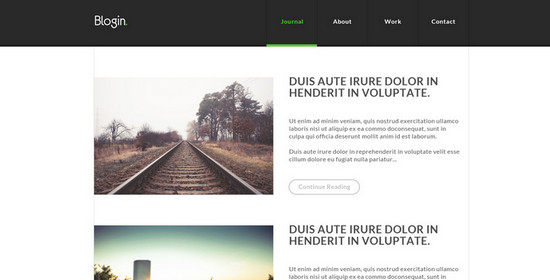 Blogin.
Journal
About
Work
Contact
DUIS AUTE IRURE DOLOR IN
HENDERIT IN VOLUPTATE.
Ut enim ad minim veniam, quis nostrud exercitation ullamco
laboris nisi ut aliquip ex ea commo doconsequat, sunt in
culpa qui officia deserunt mollit anim id est laborum.
Duis aute irure dolor in reprehenderit in voluptate velit esse
cillum dolore eu fugiat nulla pariatur...
Continue Reading
DUIS AUTE IRURE DOLOR IN
HENDERIT IN VOLUPTATE.
Ut enim ad minim veniam, quis nostrud exercitation ullamco
laboris nisi ut aliquip ex ea commo doconsequat, sunt in